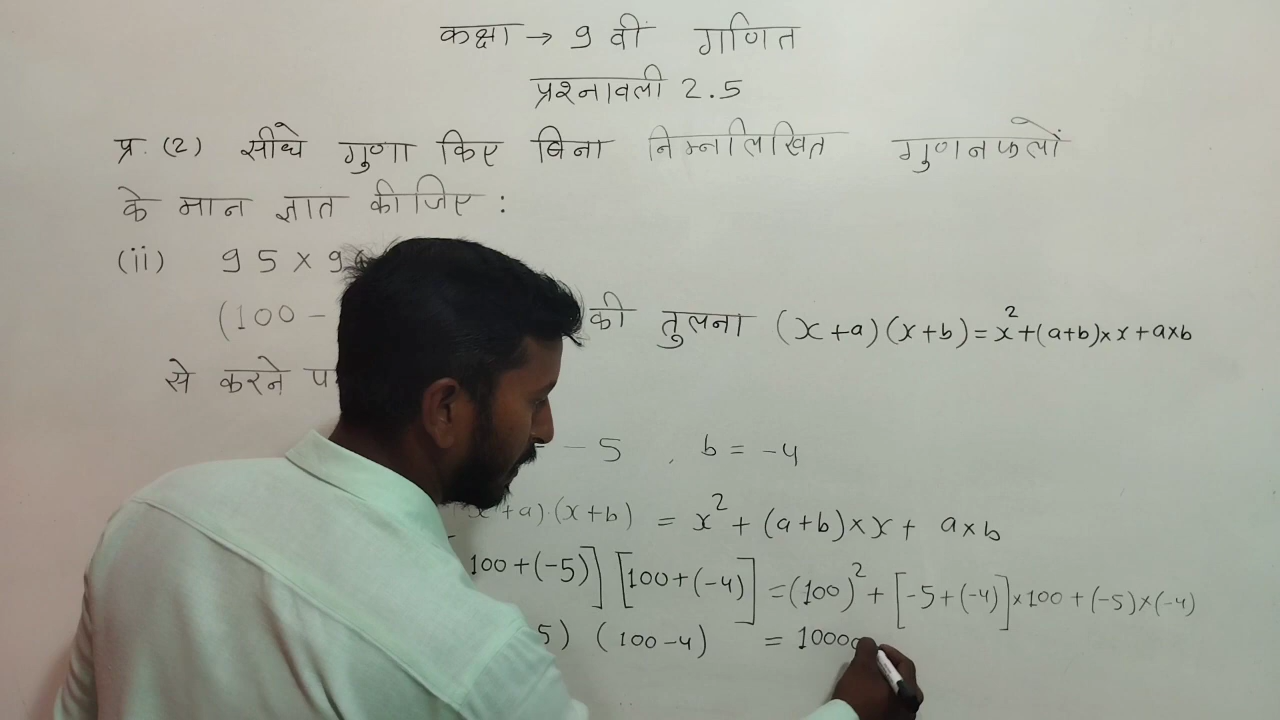 कक्षा → 9 वीं गणित
प्रश्नावली 2.5
प्र. (2) सीधे गुणा किए बिना निम्नलिखित गुणनफलों
के मान ज्ञात कीजिए :
(ii) 95 × 9
(100 - की तुलना (x+a)(x+b) = x²+(a+b)×x+a×b
से करने
= -5 , b = -4
x+a).(x+b) = x² + (a+b)×x + a×b
100+(-5)] [100+(-4)] = (100)² + [-5+(-4)]×100 + (-5)×(-4)
5) (100-4) = 10000